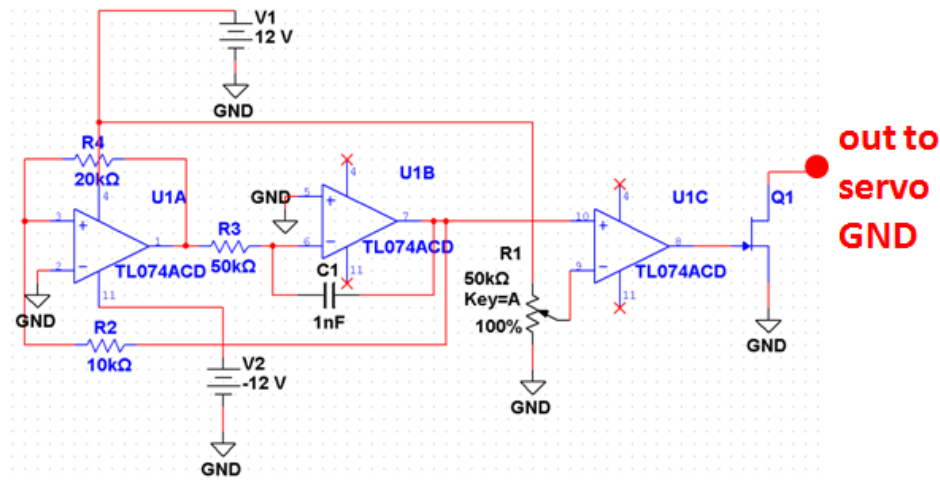 V1
12 V
GND
R4
20kΩ
U1A
4
3
+
−
2
1
11
TL074ACD
GND
R3
50kΩ
GND
U1B
4
5
+
6
−
7
11
TL074ACD
C1
1nF
R2
10kΩ
V2
-12 V
GND
R1
50kΩ
Key=A
100%
GND
U1C
4
10
+
9
−
8
11
TL074ACD
Q1
GND
out to
servo
GND